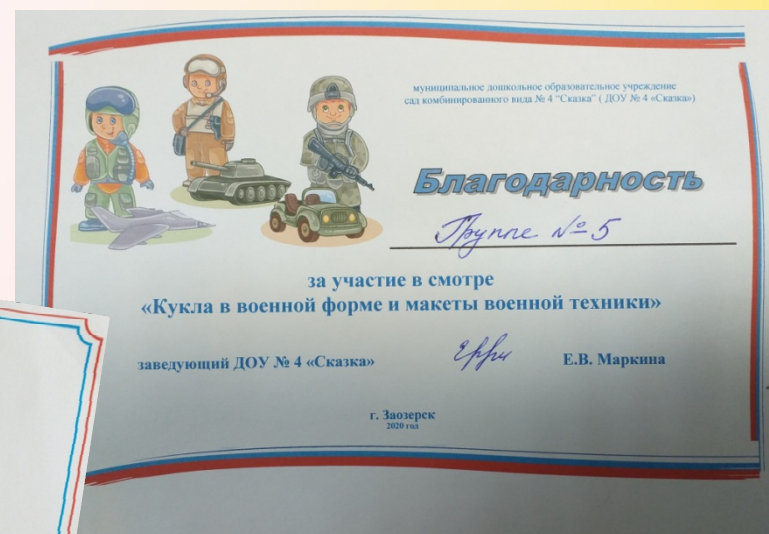 муниципальное дошкольное образовательное учреждение
сад комбинированного вида № 4 "Сказка" ( ДОУ № 4 «Сказка»)
Благодарность
Группе № 5
за участие в смотре
«Кукла в военной форме и макеты военной техники»
заведующий ДОУ № 4 «Сказка» Е.В. Маркина
г. Заозерск
2020 год